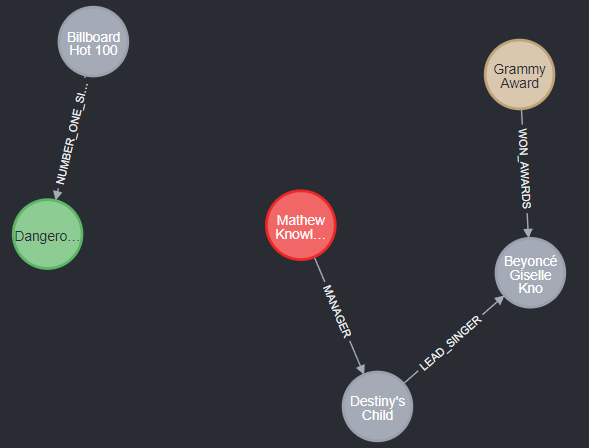 Billboard
Hot 100
NUMBER_ONE_SI...
Dangero...
Grammy
Award
WON_AWARDS
Mathew
Knowl...
MANAGER
Beyoncé
Giselle
Kno
LEAD_SINGER
Destiny's
Child